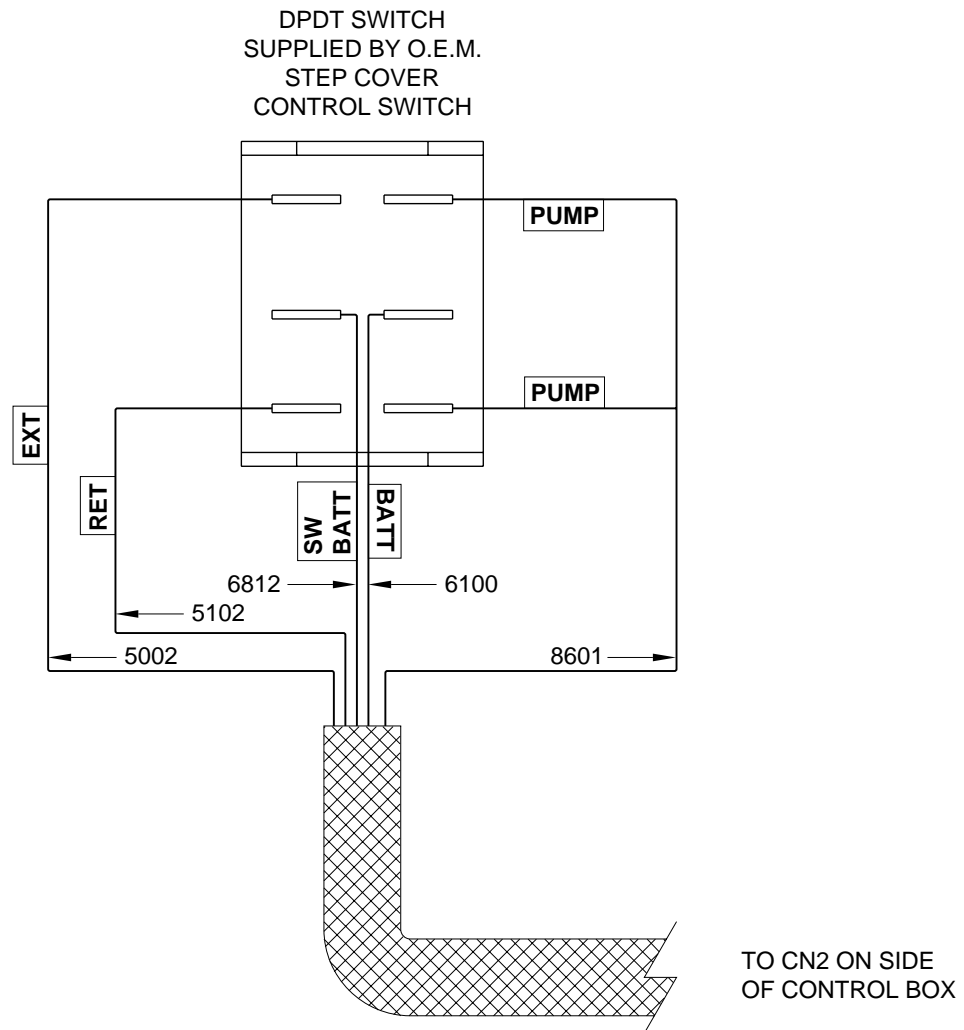 DPDT SWITCH
SUPPLIED BY O.E.M.
STEP COVER
CONTROL SWITCH
PUMP
PUMP
EXT
RET
SW
BATT
BATT
6812
6100
5102
5002
8601
TO CN2 ON SIDE
OF CONTROL BOX